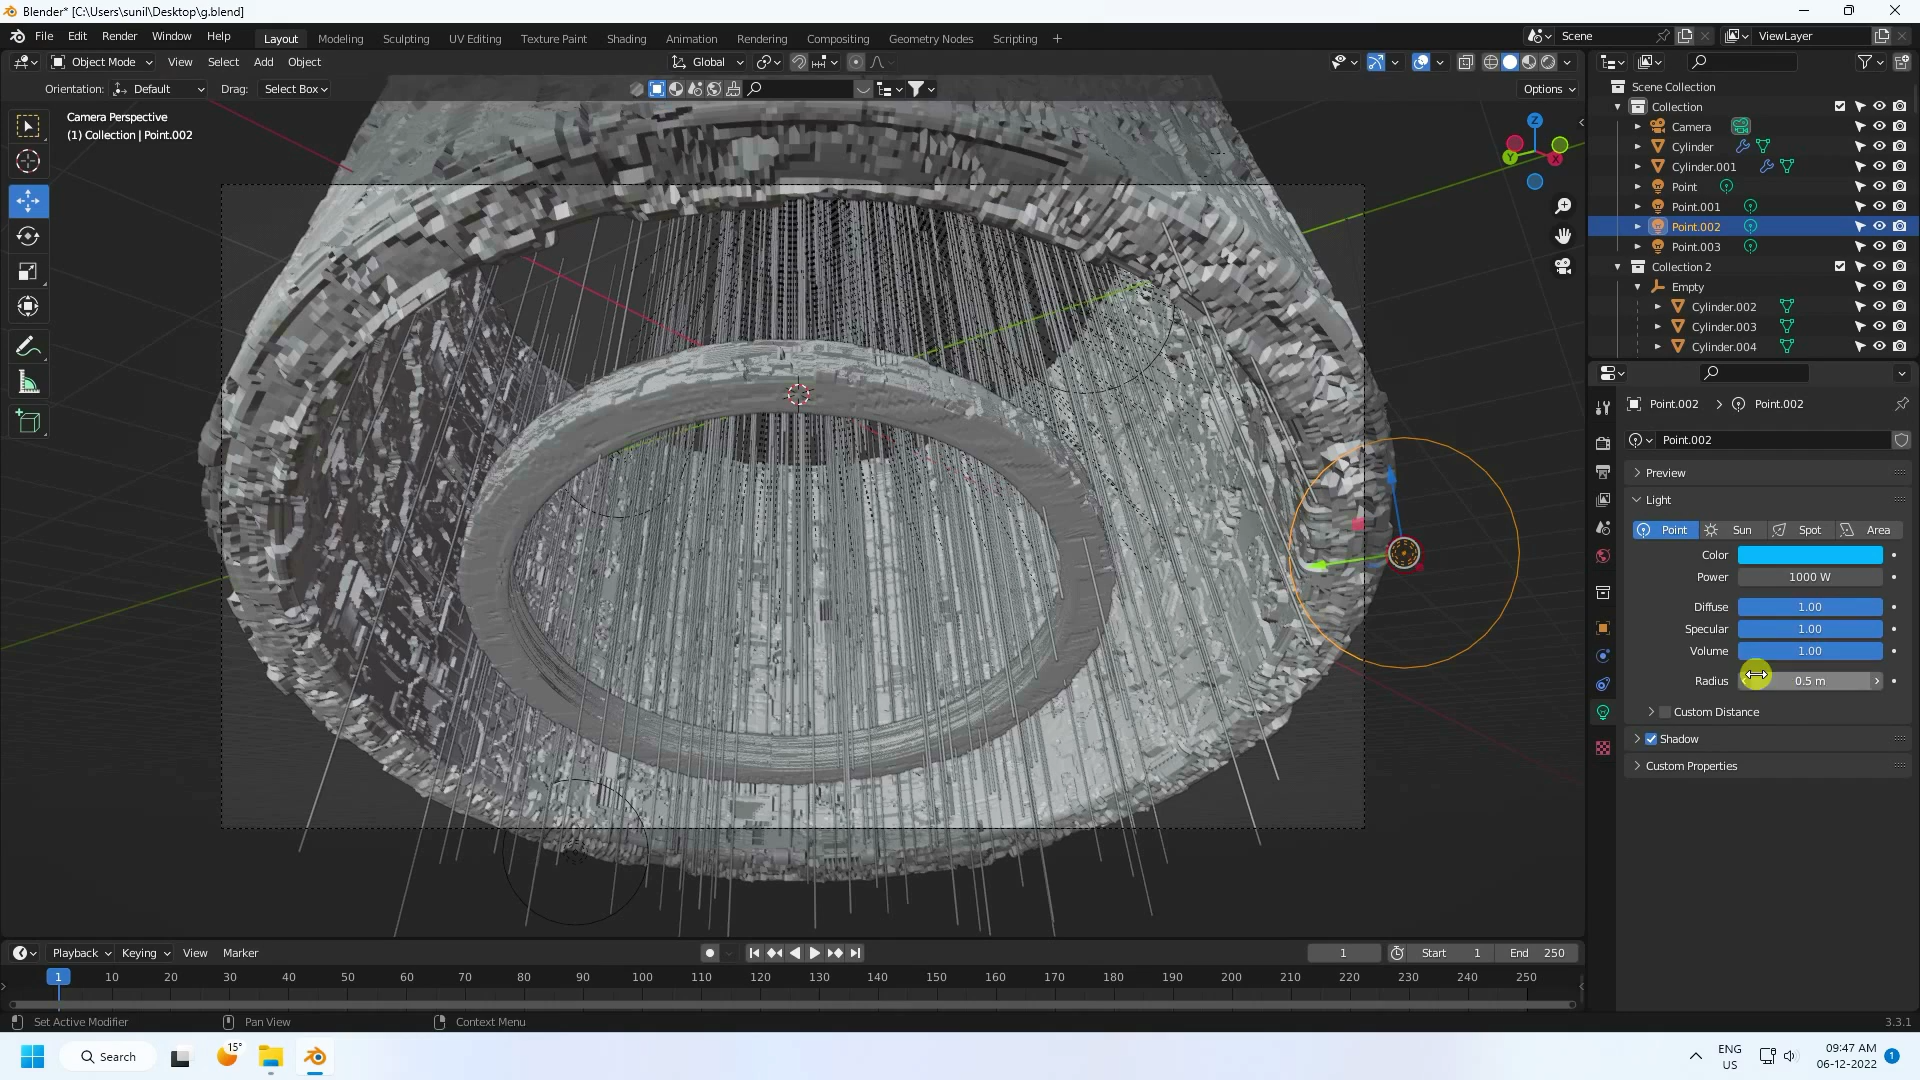 Blender* [C:\Users\sunil\Desktop\g.blend]
File Edit Render Window Help Layout Modeling Sculpting UV Editing Texture Paint Shading Animation Rendering Compositing Geometry Nodes Scripting + Scene ViewLayer
Object Mode View Select Add Object Global
Orientation: Default Drag: Select Box Options
Camera Perspective
(1) Collection | Point.002
Z
Y
X
Scene Collection
Collection
Camera
Cylinder
Cylinder.001
Point
Point.001
Point.002
Point.003
Collection 2
Empty
Cylinder.002
Cylinder.003
Cylinder.004
Point.002 > Point.002
Point.002
Preview
Light
Point Sun Spot Area
Color
Power 1000 W
Diffuse 1.00
Specular 1.00
Volume 1.00
Radius 0.5 m
Custom Distance
Shadow
Custom Properties
Playback Keying View Marker 1 Start 1 End 250
1 10 20 30 40 50 60 70 80 90 100 110 120 130 140 150 160 170 180 190 200 210 220 230 240 250
Set Active Modifier Pan View Context Menu 3.3.1
15°
Search
ENG
US
09:47 AM
06-12-2022
1